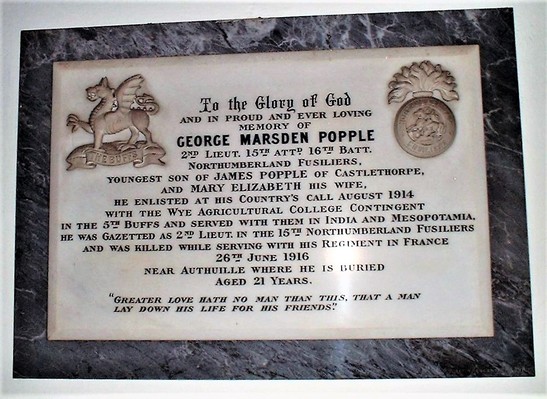 To the Glory of God
AND IN PROUD AND EVER LOVING
MEMORY OF
GEORGE MARSDEN POPPLE
2ND LIEUT. 15TH ATTD 16TH BATT.
NORTHUMBERLAND FUSILIERS,
YOUNGEST SON OF JAMES POPPLE OF CASTLETHORPE,
AND MARY ELIZABETH HIS WIFE,
HE ENLISTED AT HIS COUNTRY'S CALL AUGUST 1914
WITH THE WYE AGRICULTURAL COLLEGE CONTINGENT
IN THE 5TH BUFFS AND SERVED WITH THEM IN INDIA AND MESOPOTAMIA.
HE WAS GAZETTED AS 2ND LIEUT. IN THE 15TH NORTHUMBERLAND FUSILIERS
AND WAS KILLED WHILE SERVING WITH HIS REGIMENT IN FRANCE
26TH JUNE 1916
NEAR AUTHUILLE WHERE HE IS BURIED
AGED 21 YEARS.
"GREATER LOVE HATH NO MAN THAN THIS, THAT A MAN
LAY DOWN HIS LIFE FOR HIS FRIENDS."
THE BUFFS